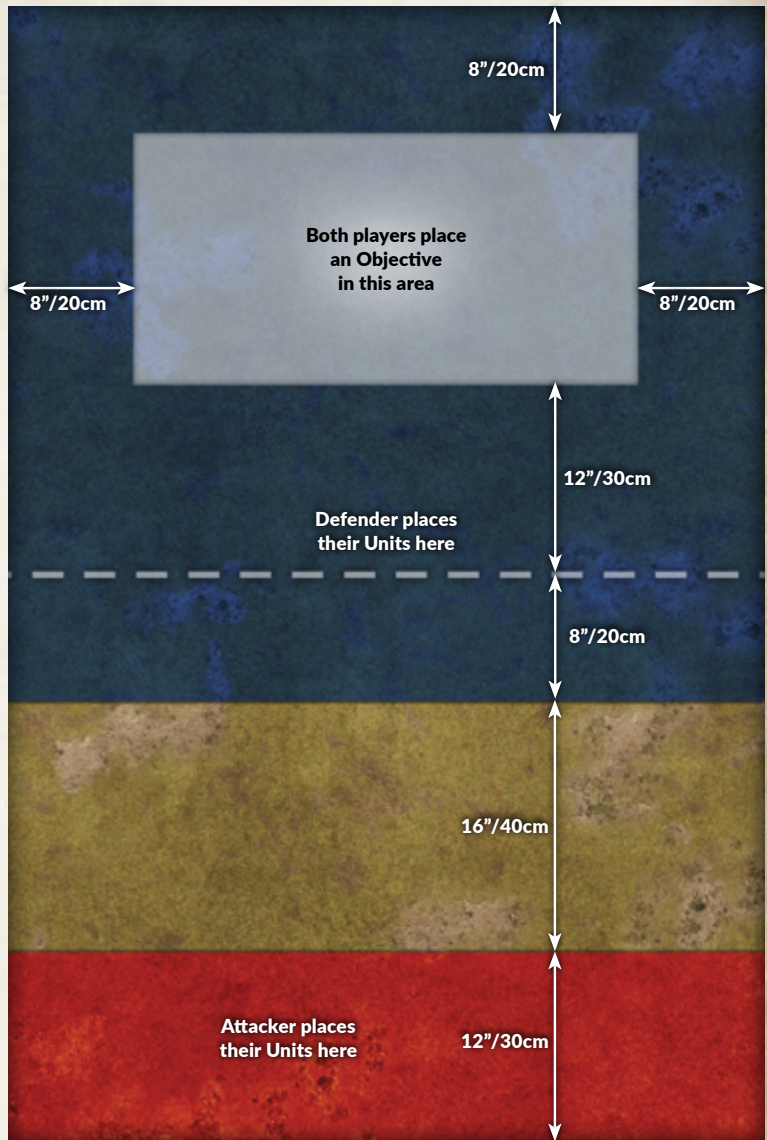 8”/20cm
Both players place
an Objective
in this area
8”/20cm
8”/20cm
12”/30cm
Defender places
their Units here
8”/20cm
16”/40cm
Attacker places
their Units here
12”/30cm